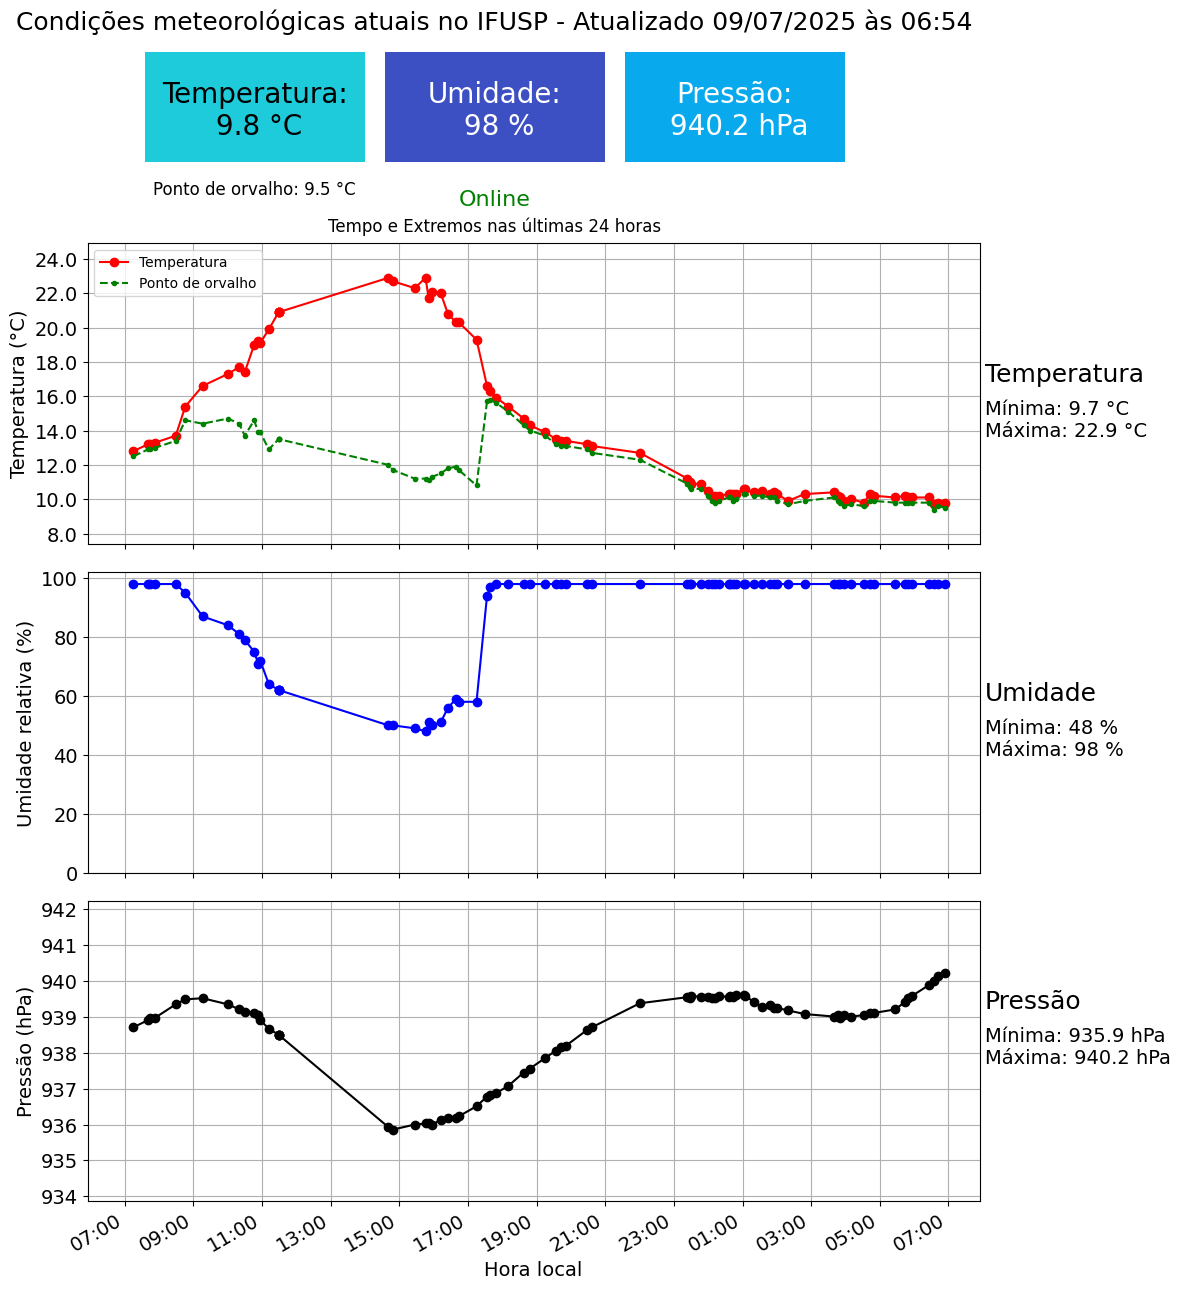 Condições meteorológicas atuais no IFUSP - Atualizado 09/07/2025 às 06:54
Temperatura:
9.8 °C
Umidade:
98 %
Pressão:
940.2 hPa
Ponto de orvalho: 9.5 °C
Online
Tempo e Extremos nas últimas 24 horas
Temperatura (°C)
24.0
22.0
20.0
18.0
16.0
14.0
12.0
10.0
8.0
Temperatura
Ponto de orvalho
Temperatura
Mínima: 9.7 °C
Máxima: 22.9 °C
Umidade relativa (%)
100
80
60
40
20
0
Umidade
Mínima: 48 %
Máxima: 98 %
Pressão (hPa)
942
941
940
939
938
937
936
935
934
Pressão
Mínima: 935.9 hPa
Máxima: 940.2 hPa
07:00
09:00
11:00
13:00
15:00
17:00
19:00
21:00
23:00
01:00
03:00
05:00
07:00
Hora local